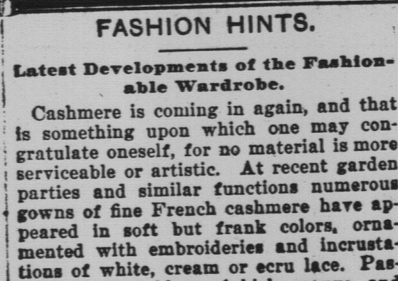 FASHION HINTS.
Latest Developments of the Fashion-
able Wardrobe.
Cashmere is coming in again, and that
is something upon which one may con-
gratulate oneself, for no material is more
serviceable or artistic. At recent garden
parties and similar functions numerous
gowns of fine French cashmere have ap-
peared in soft but frank colors, orna-
mented with embroideries and incrusta-
tions of white, cream or ecru lace. Pas-